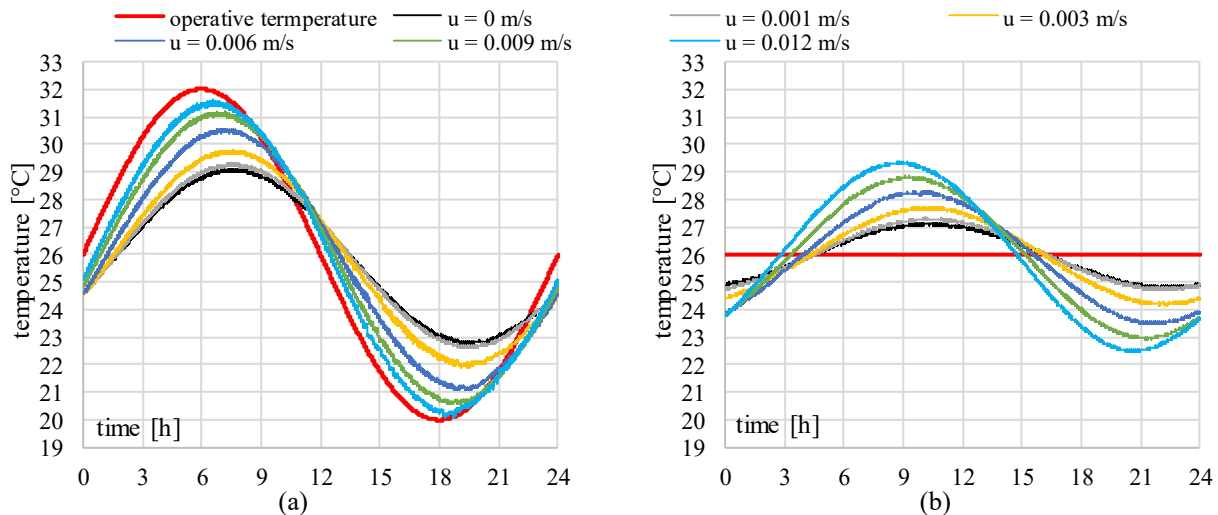 operative termperature
u = 0 m/s
u = 0.001 m/s
u = 0.003 m/s
u = 0.006 m/s
u = 0.009 m/s
u = 0.012 m/s
33
32
31
30
29
28
27
26
25
24
23
22
21
20
19
temperature [°C]
time [h]
0 3 6 9 12 15 18 21 24
(a)
33
32
31
30
29
28
27
26
25
24
23
22
21
20
19
temperature [°C]
time [h]
0 3 6 9 12 15 18 21 24
(b)